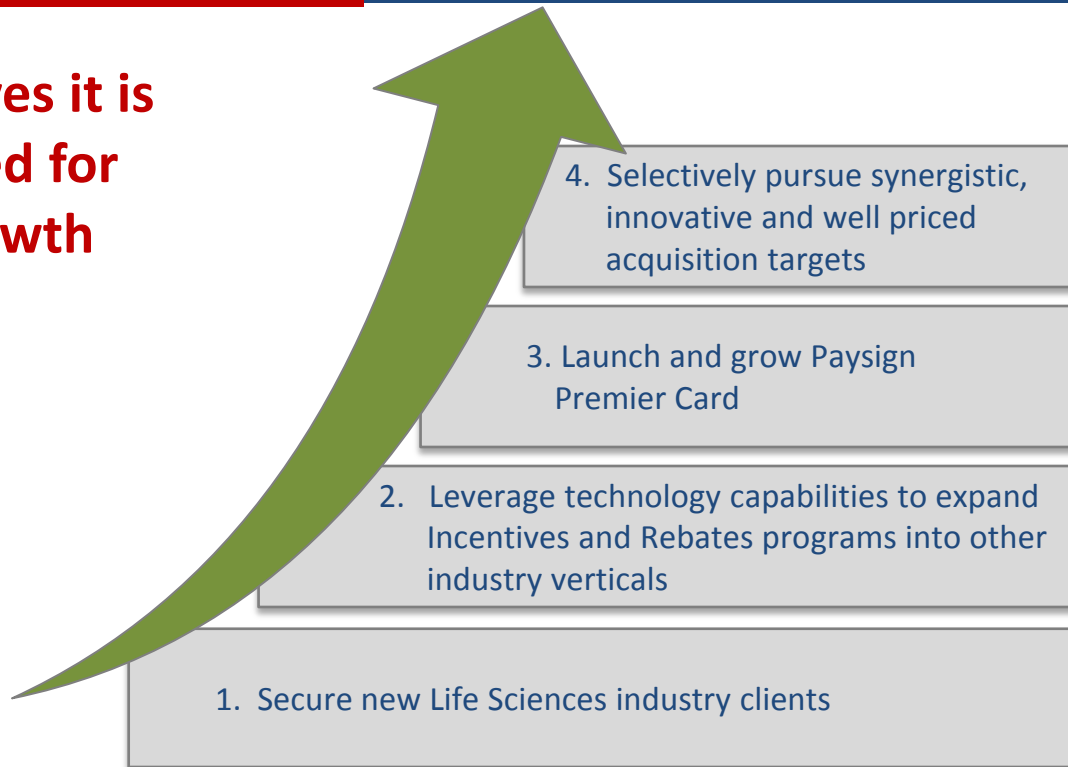 it is
for
4. Selectively pursue synergistic,
innovative and well priced
acquisition targets
3. Launch and grow Paysign
Premier Card
2. Leverage technology capabilities to expand
Incentives and Rebates programs into other
industry verticals
1. Secure new Life Sciences industry clients